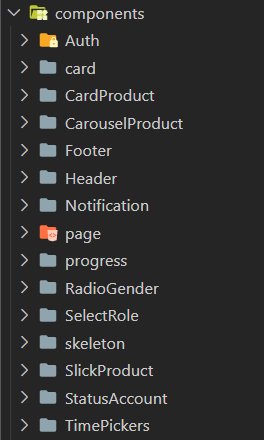 components
Auth
card
CardProduct
CarouselProduct
Footer
Header
Notification
page
progress
RadioGender
SelectRole
skeleton
SlickProduct
StatusAccount
TimePickers